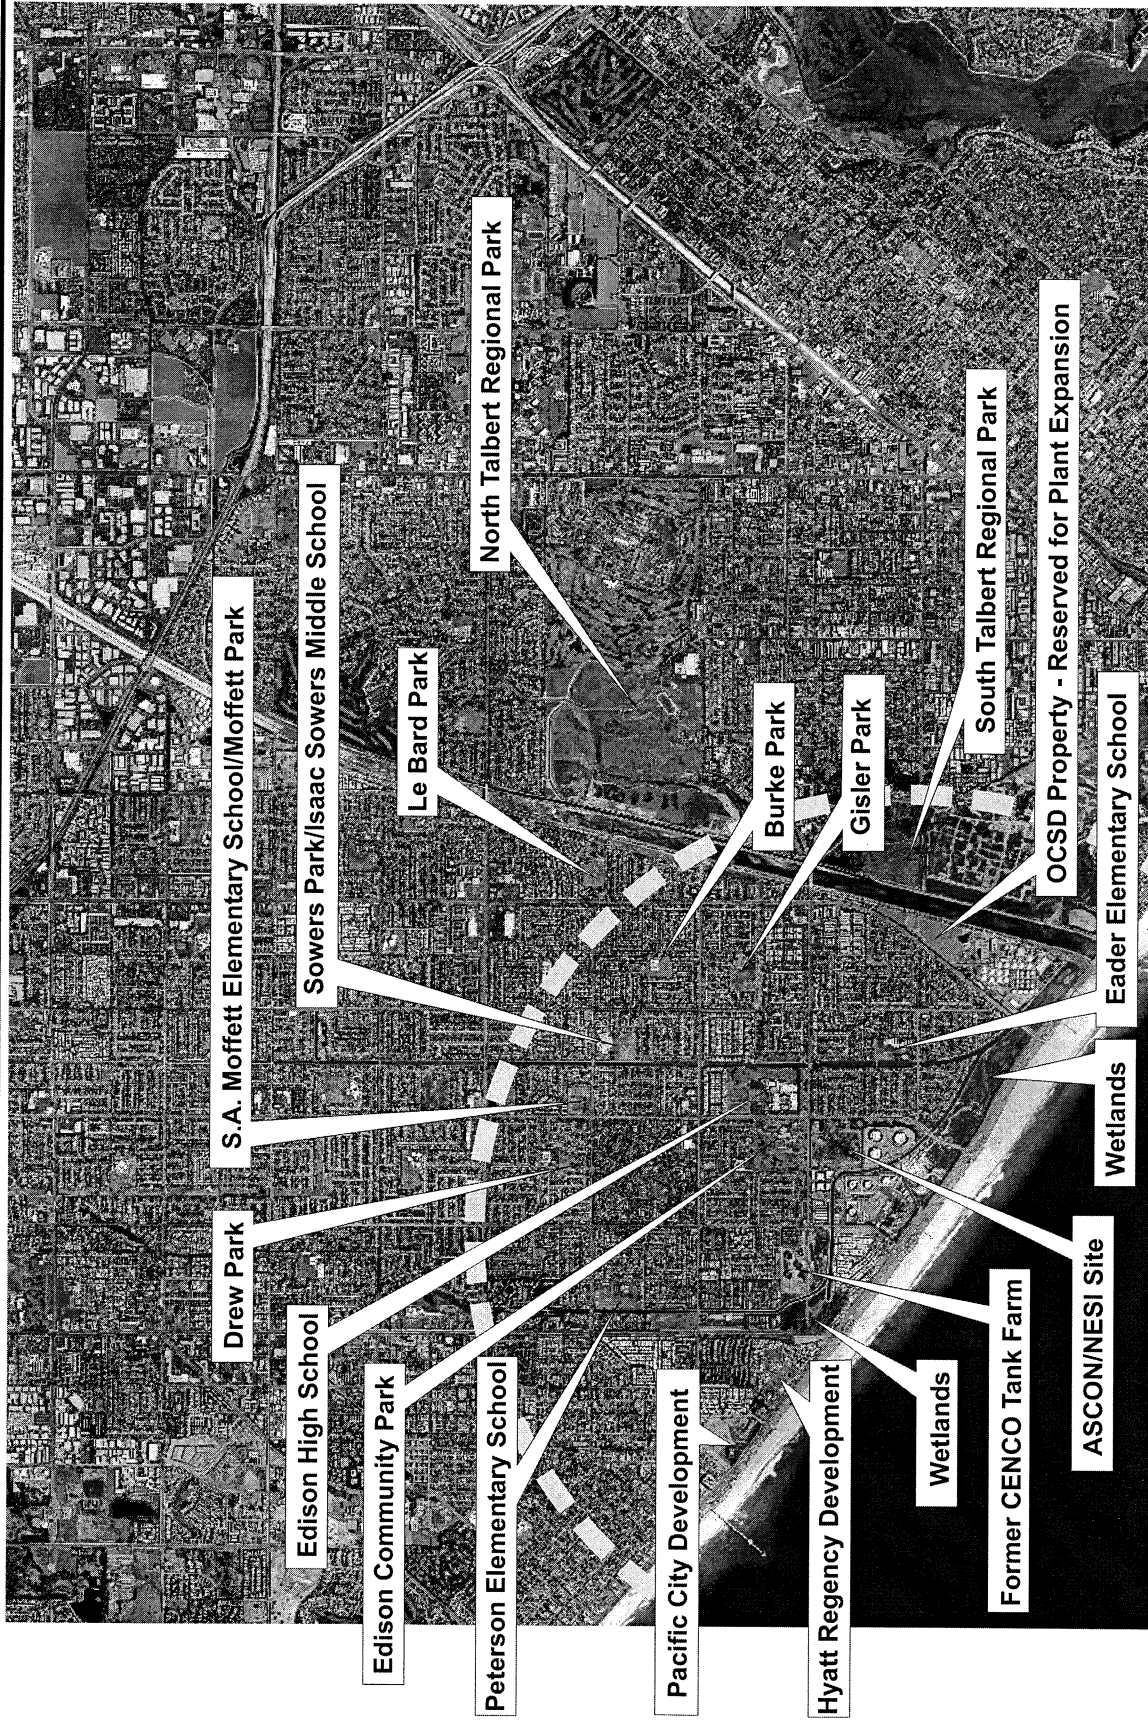 S.A. Moffett Elementary School/Moffett Park
Sowers Park/Isaac Sowers Middle School
Le Bard Park
North Talbert Regional Park
Drew Park
Edison High School
Edison Community Park
Peterson Elementary School
Burke Park
Gisler Park
South Talbert Regional Park
OCSD Property - Reserved for Plant Expansion
Eader Elementary School
Wetlands
Pacific City Development
Hyatt Regency Development
Wetlands
Former CENCO Tank Farm
ASCON/NESI Site